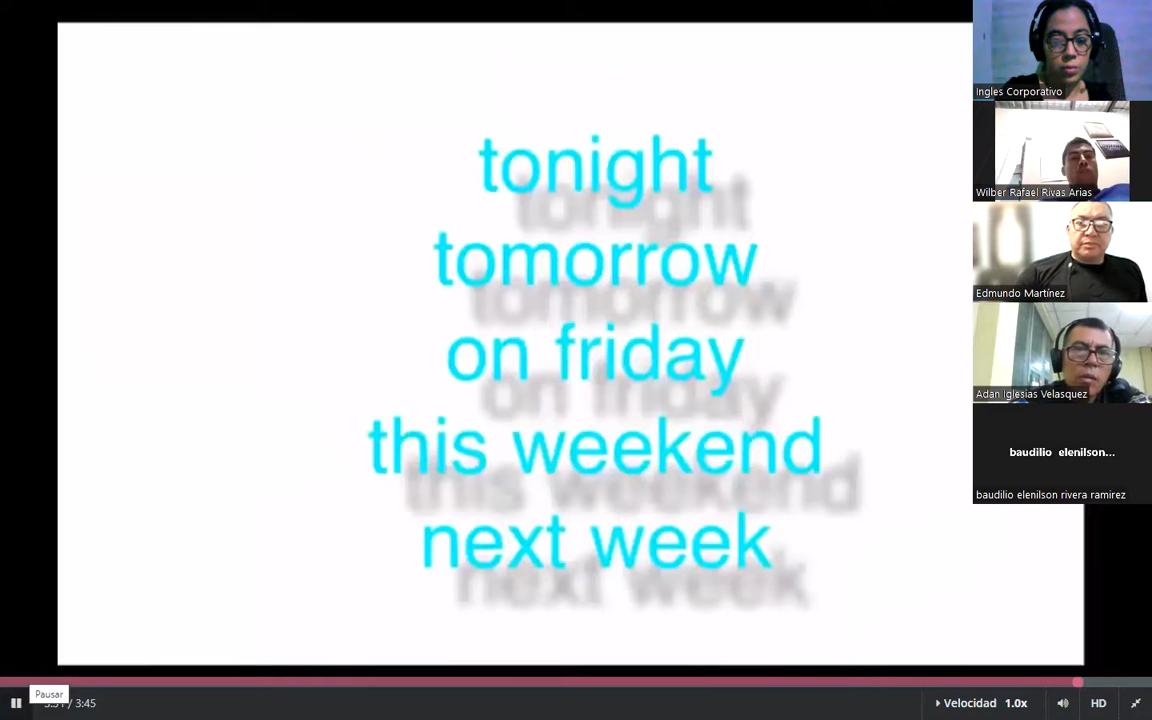 tonight
tomorrow
on friday
this weekend
next week
Ingles Corporativo
Wilber Rafael Rivas Arias
Edmundo Martínez
Adan Iglesias Velasquez
baudilio elenilson...
baudilio elenilson rivera ramirez
Pausar
/ 3:45
Velocidad 1.0x
HD